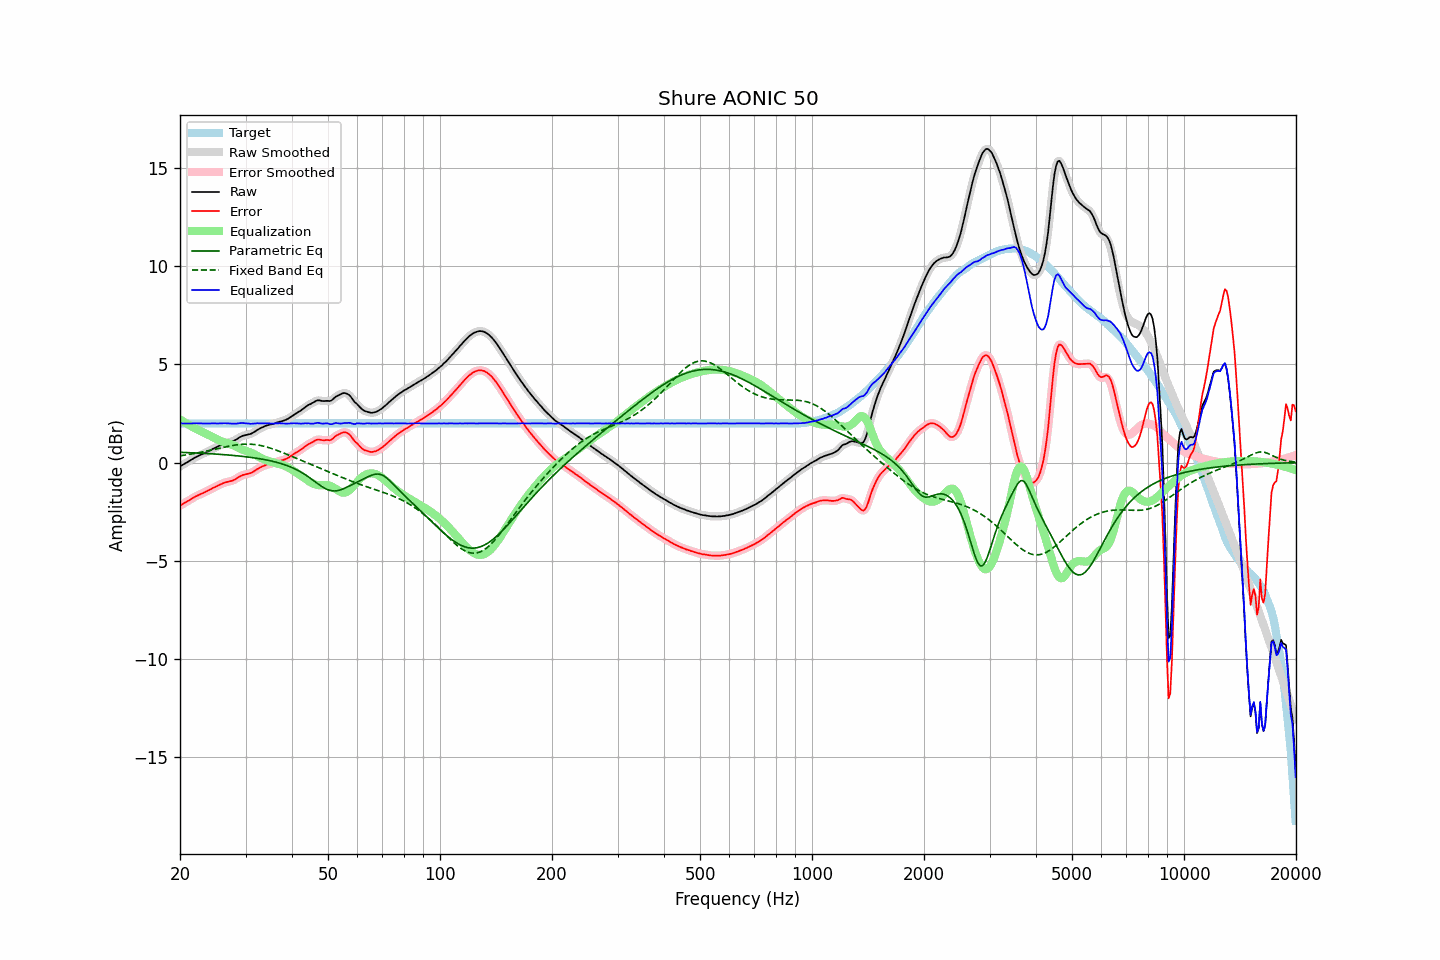 Shure AONIC 50
Target
Raw Smoothed
Error Smoothed
Raw
Error
Equalization
Parametric Eq
Fixed Band Eq
Equalized
15
10
5
0
−5
−10
−15
Amplitude (dBr)
20 50 100 200 500 1000 2000 5000 10000 20000
Frequency (Hz)